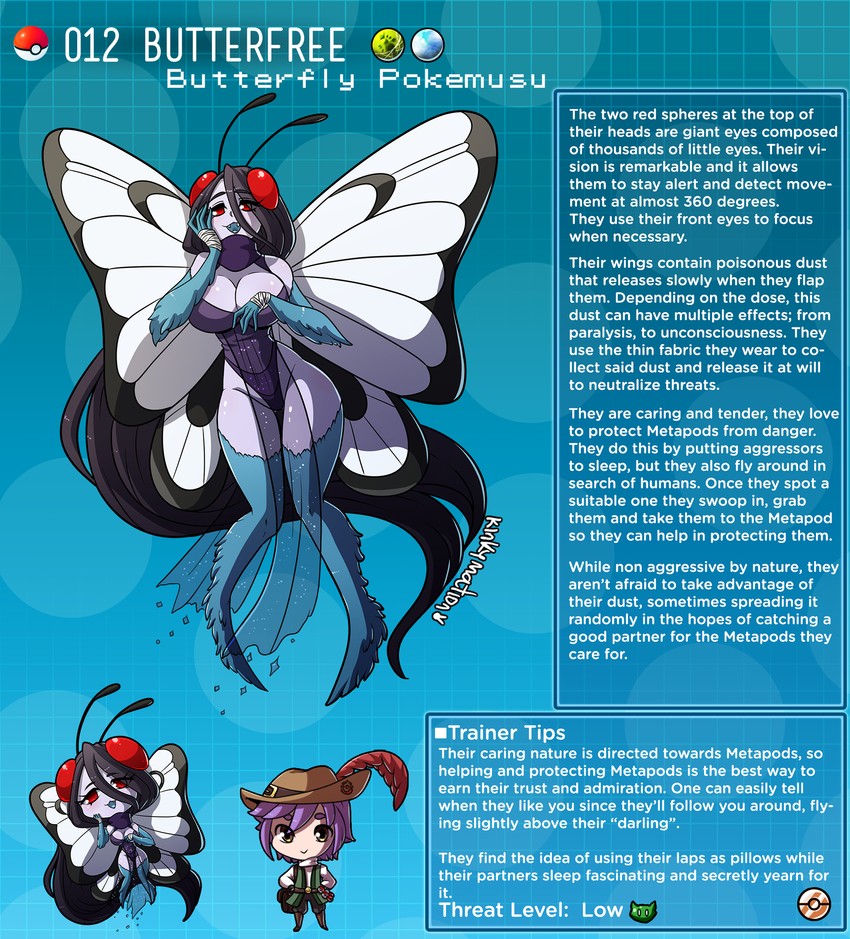 012 BUTTERFREE
Butterfly Pokemusu
The two red spheres at the top of
their heads are giant eyes composed
of thousands of little eyes. Their vi-
sion is remarkable and it allows
them to stay alert and detect move-
ment at almost 360 degrees.
They use their front eyes to focus
when necessary.
Their wings contain poisonous dust
that releases slowly when they flap
them. Depending on the dose, this
dust can have multiple effects; from
paralysis, to unconsciousness. They
use the thin fabric they wear to co-
llect said dust and release it at will
to neutralize threats.
They are caring and tender, they love
to protect Metapods from danger.
They do this by putting aggressors
to sleep, but they also fly around in
search of humans. Once they spot a
suitable one they swoop in, grab
them and take them to the Metapod
so they can help in protecting them.
While non aggressive by nature, they
aren't afraid to take advantage of
their dust, sometimes spreading it
randomly in the hopes of catching a
good partner for the Metapods they
care for.
Kinkymation
Trainer Tips
Their caring nature is directed towards Metapods, so
helping and protecting Metapods is the best way to
earn their trust and admiration. One can easily tell
when they like you since they'll follow you around, fly-
ing slightly above their “darling”.
They find the idea of using their laps as pillows while
their partners sleep fascinating and secretly yearn for
it.
Threat Level: Low